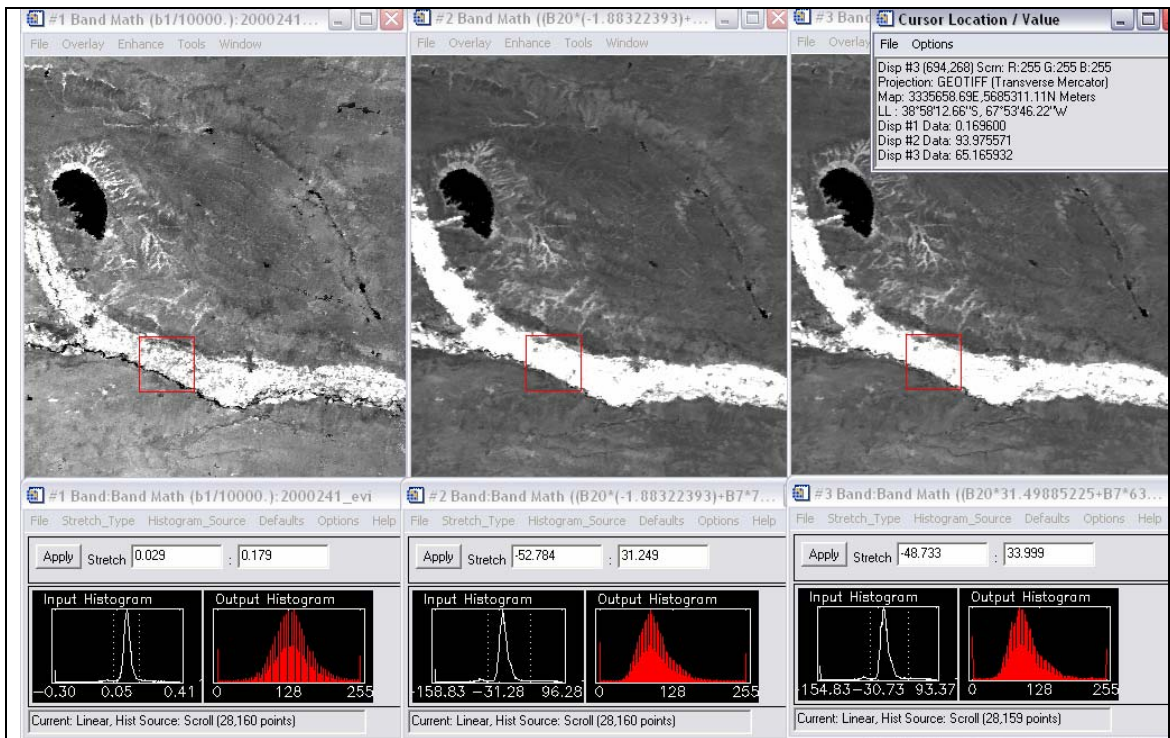 #1 Band Math (b1/10000.):2000241...
File Overlay Enhance Tools Window
#2 Band Math ((B20*(-1.88322393)+...
File Overlay Enhance Tools Window
#3 Band
File Overlay
Cursor Location / Value
File Options
Disp #3 (694,268) Scrn: R:255 G:255 B:255
Projection: GEOTIFF (Transverse Mercator)
Map: 3335658.69E,5685311.11N Meters
LL : 38°58'12.66"S, 67°53'46.22"W
Disp #1 Data: 0.169600
Disp #2 Data: 93.975571
Disp #3 Data: 65.165932
#1 Band:Band Math (b1/10000.):2000241_evi
File Stretch_Type Histogram_Source Defaults Options Help
Apply Stretch 0.029 : 0.179
Input Histogram Output Histogram
-0.30 0.05 0.41 0 128 255
Current: Linear, Hist Source: Scroll (28,160 points)
#2 Band:Band Math ((B20*(-1.88322393)+B7*7...
File Stretch_Type Histogram_Source Defaults Options Help
Apply Stretch -52.784 : 31.249
Input Histogram Output Histogram
-158.83 -31.28 96.28 0 128 255
Current: Linear, Hist Source: Scroll (28,160 points)
#3 Band:Band Math ((B20*31.49885225+B7*63...
File Stretch_Type Histogram_Source Defaults Options Help
Apply Stretch -48.733 : 33.999
Input Histogram Output Histogram
-154.83 -30.73 93.37 0 128 255
Current: Linear, Hist Source: Scroll (28,159 points)